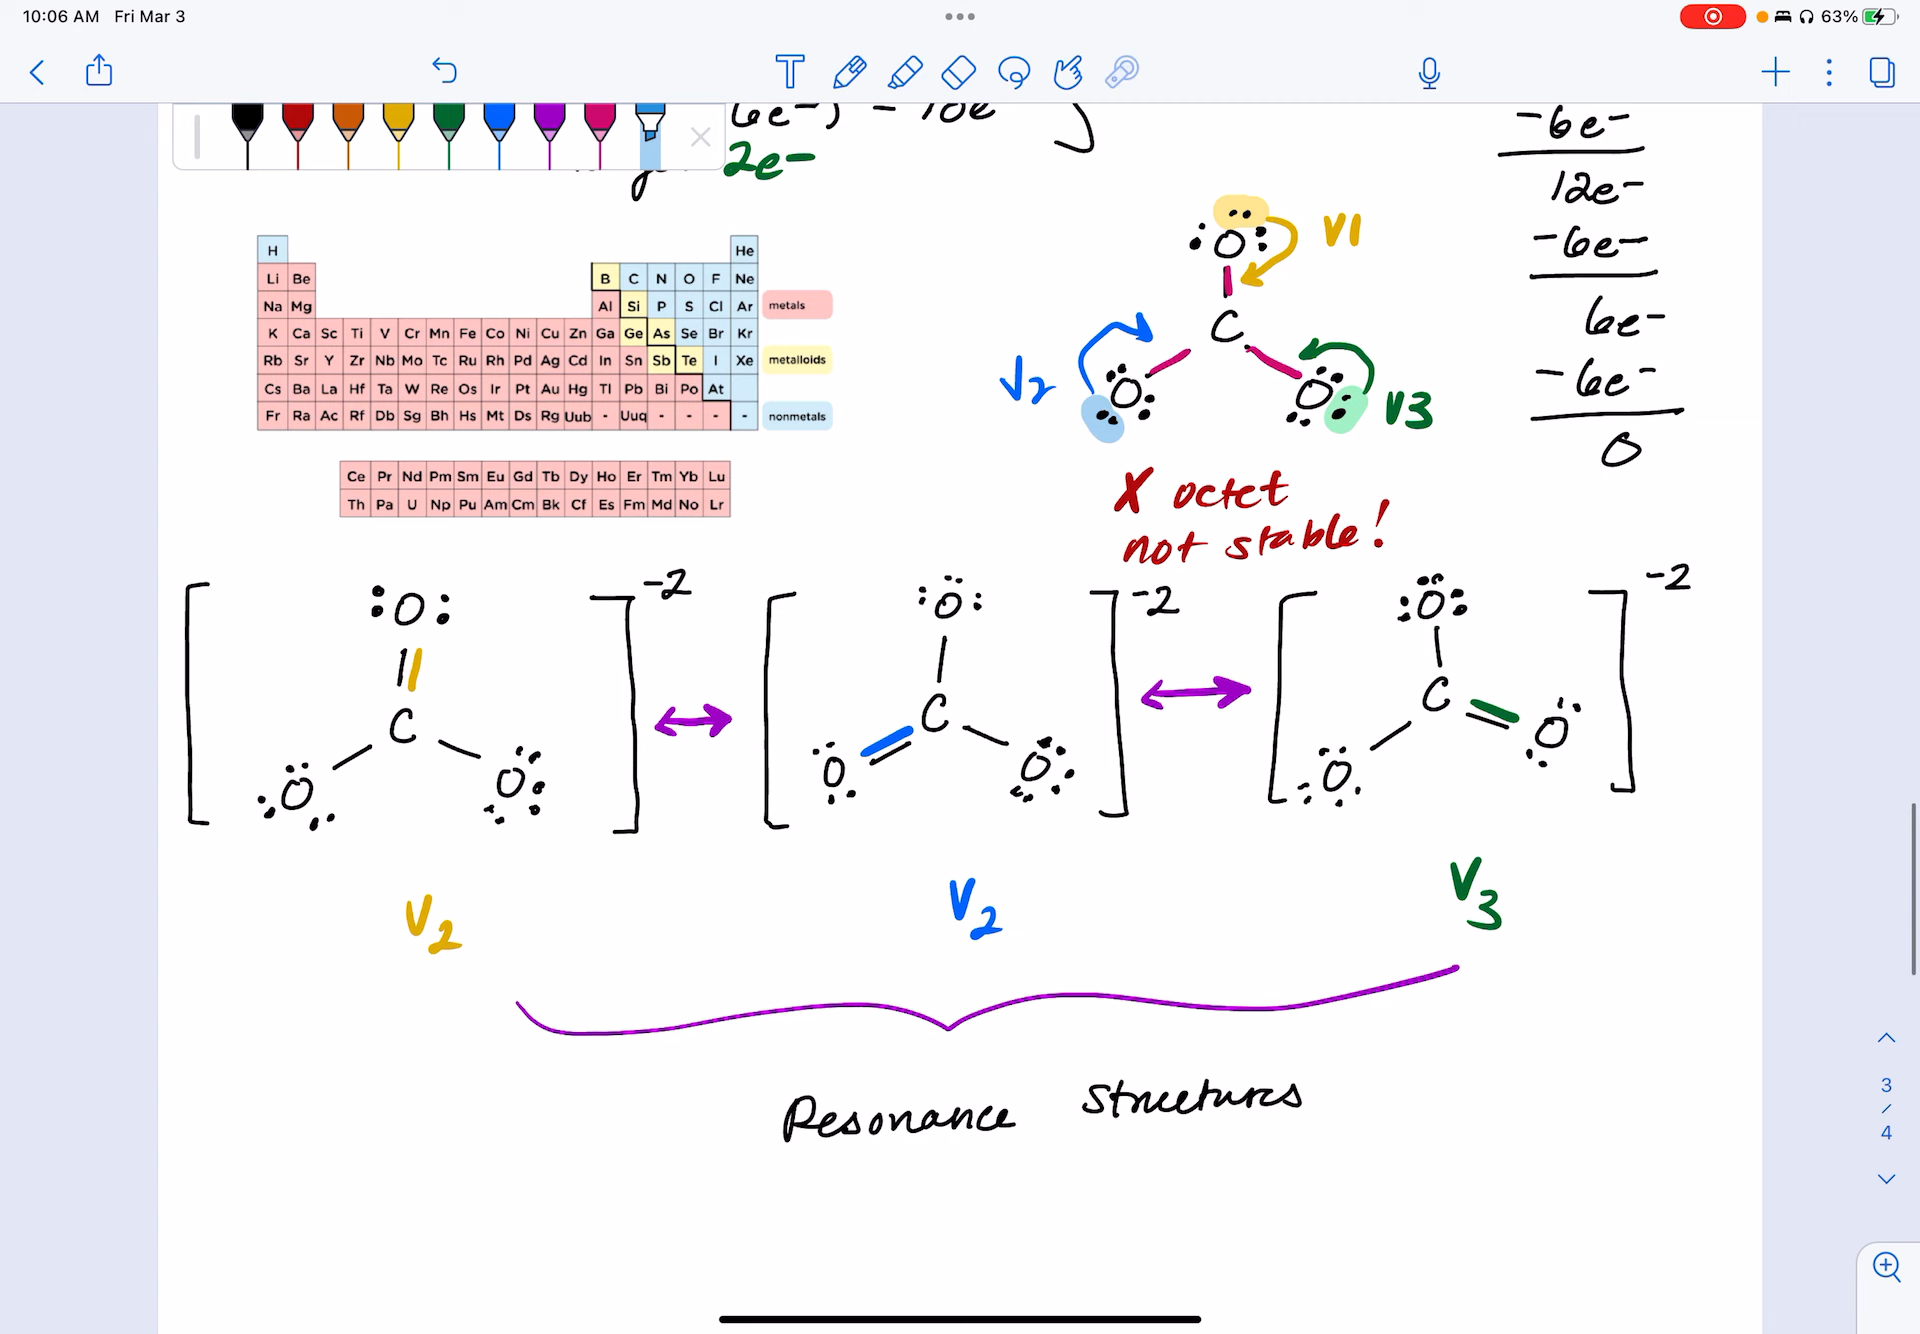 10:06 AM Fri Mar 3
63%
6e-) - 10e
2e-
-6e-
12e-
-6e-
6e-
-6e-
0
H He
Li Be B C N O F Ne
Na Mg Al Si P S Cl Ar metals
K Ca Sc Ti V Cr Mn Fe Co Ni Cu Zn Ga Ge As Se Br Kr
Rb Sr Y Zr Nb Mo Tc Ru Rh Pd Ag Cd In Sn Sb Te I Xe metalloids
Cs Ba La Hf Ta W Re Os Ir Pt Au Hg Tl Pb Bi Po At
Fr Ra Ac Rf Db Sg Bh Hs Mt Ds Rg Uub - Uuq - - - - nonmetals
Ce Pr Nd Pm Sm Eu Gd Tb Dy Ho Er Tm Yb Lu
Th Pa U Np Pu Am Cm Bk Cf Es Fm Md No Lr
O V1
C
V2 O O V3
X octet
not stable!
O -2 O -2 O -2
C C C
O O O O O O
V2 V2 V3
Resonance Structures
3
/
4